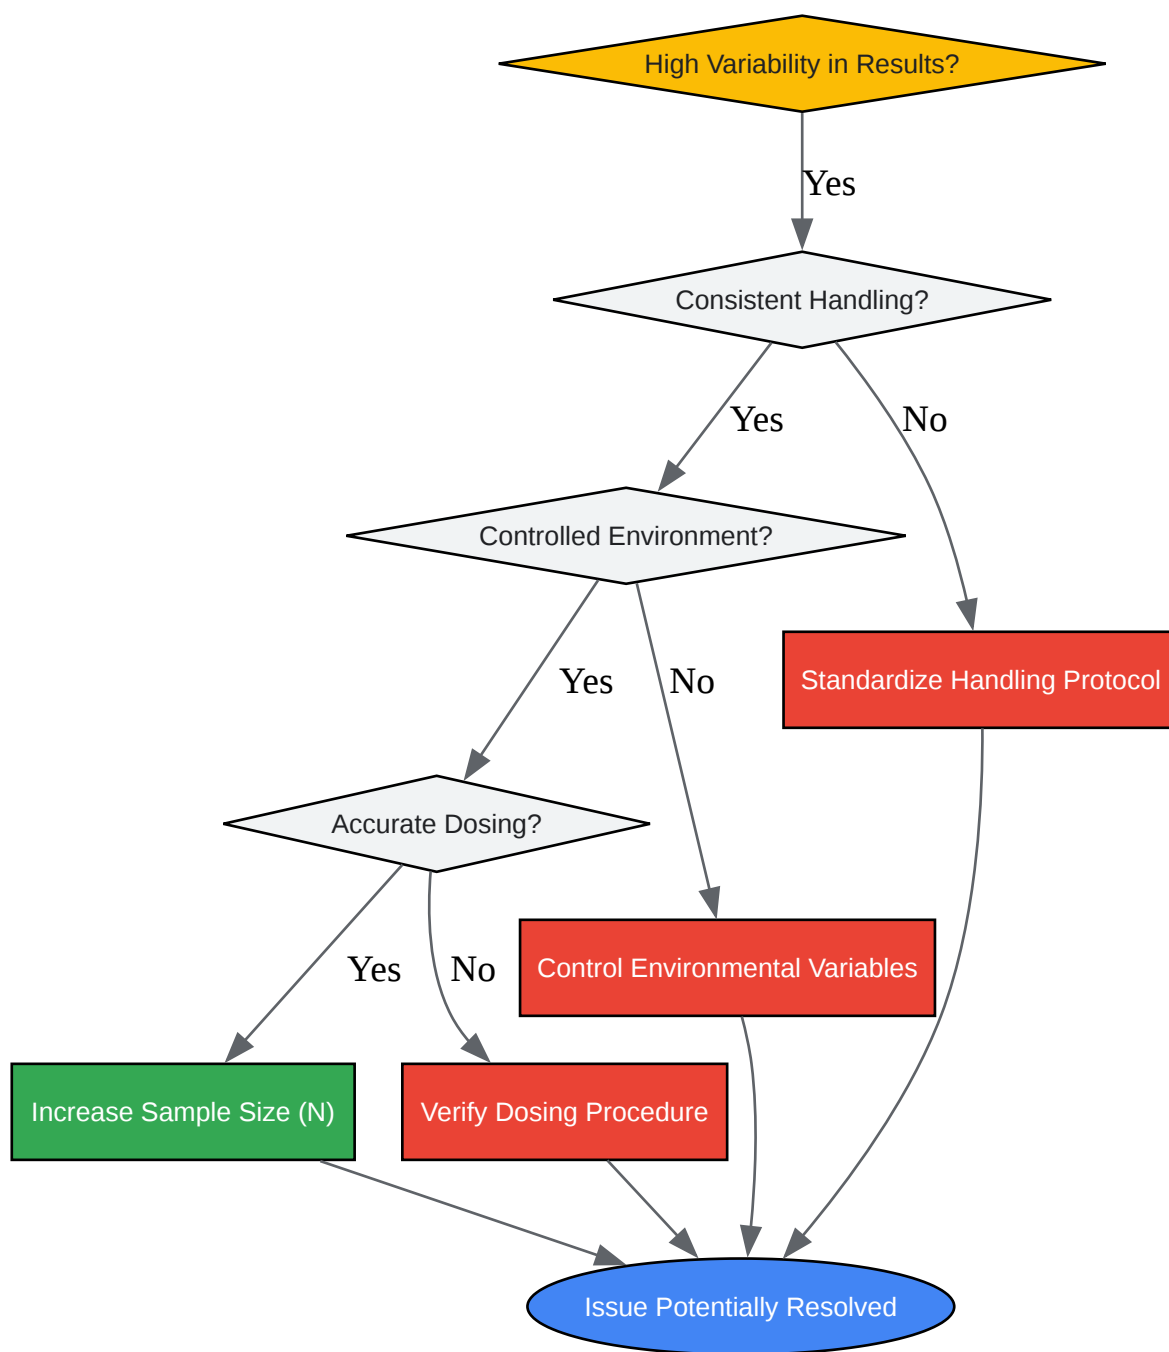 High Variability in Results?
Yes
Consistent Handling?
Yes
No
Controlled Environment?
Yes
No
Standardize Handling Protocol
Accurate Dosing?
Yes
No
Control Environmental Variables
Increase Sample Size (N)
Verify Dosing Procedure
Issue Potentially Resolved